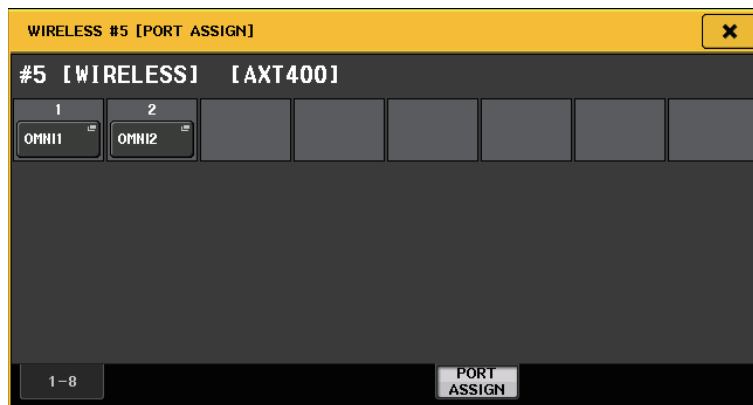 WIRELESS #5 [PORT ASSIGN]
#5 [WIRELESS] [AXT400]
1 2
OMNI1 OMNI2
1-8
PORT
ASSIGN